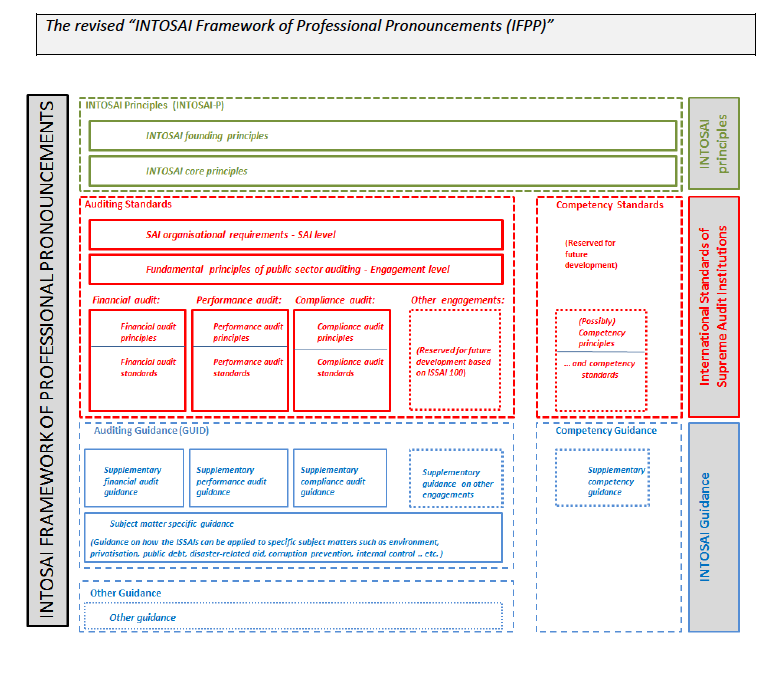 The revised “INTOSAI Framework of Professional Pronouncements (IFPP)”
INTOSAI FRAMEWORK OF PROFESSIONAL PRONOUNCEMENTS
INTOSAI Principles (INTOSAI-P)
INTOSAI founding principles
INTOSAI core principles
INTOSAI
principles
Auditing Standards
SAI organisational requirements - SAI level
Fundamental principles of public sector auditing - Engagement level
Financial audit:
Financial audit
principles
Financial audit
standards
Performance audit:
Performance audit
principles
Performance audit
standards
Compliance audit:
Compliance audit
principles
Compliance audit
standards
Other engagements:
(Reserved for future
development based
on ISSAI 100)
Competency Standards
(Reserved for
future
development)
(Possibly)
Competency
principles
... and competency
standards
International Standards of
Supreme Audit Institutions
Auditing Guidance (GUID)
Supplementary
financial audit
guidance
Supplementary
performance audit
guidance
Supplementary
compliance audit
guidance
Supplementary
guidance on other
engagements
Subject matter specific guidance
(Guidance on how the ISSAIs can be applied to specific subject matters such as environment,
privatisation, public debt, disaster-related aid, corruption prevention, internal control .. etc.)
Competency Guidance
Supplementary
competency
guidance
INTOSAI Guidance
Other Guidance
Other guidance